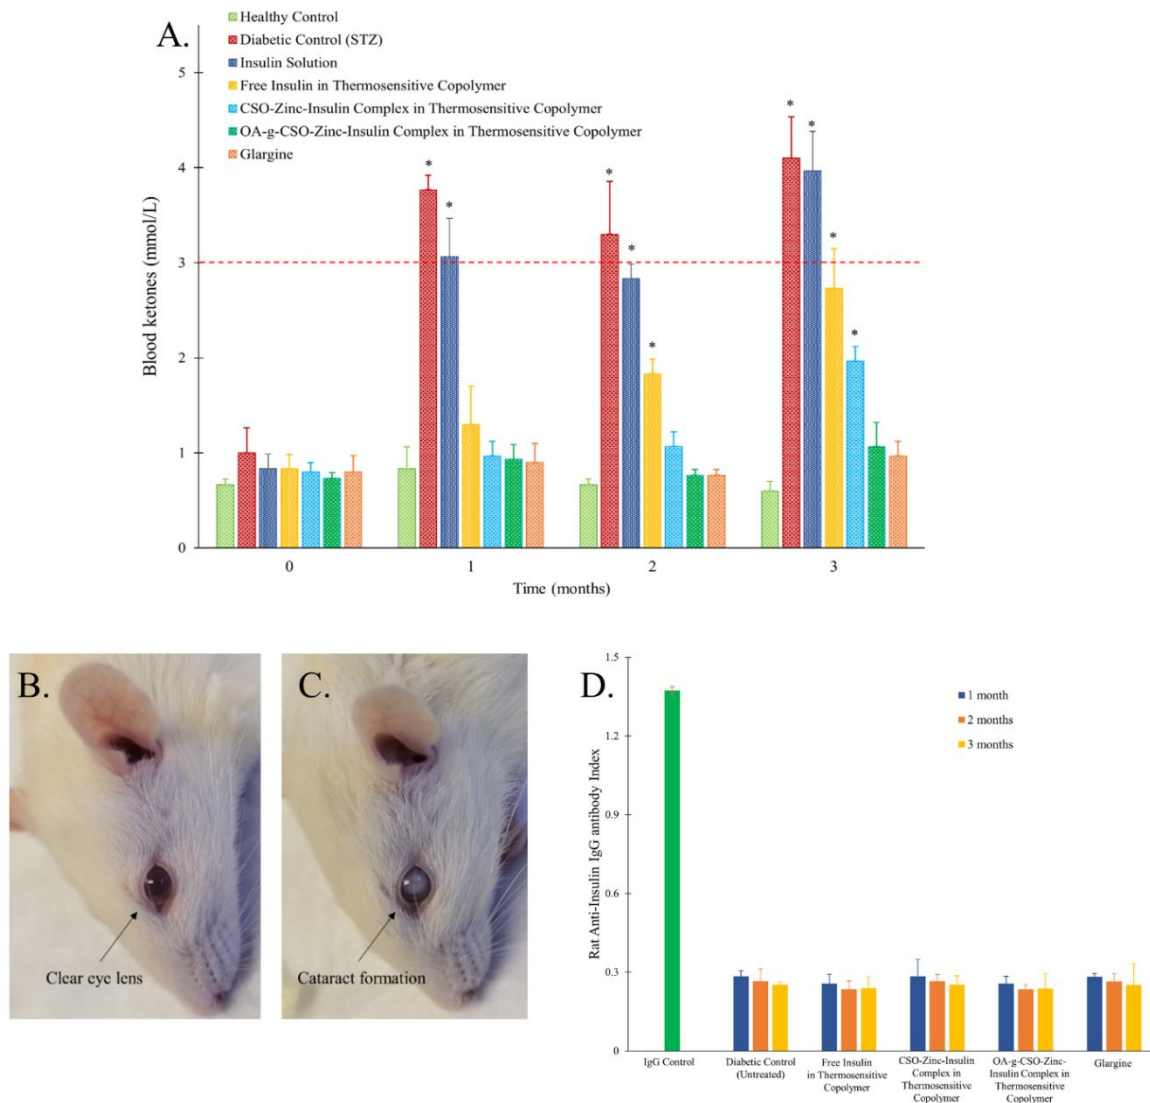 A.
Healthy Control
Diabetic Control (STZ)
Insulin Solution
Free Insulin in Thermosensitive Copolymer
CSO-Zinc-Insulin Complex in Thermosensitive Copolymer
OA-g-CSO-Zinc-Insulin Complex in Thermosensitive Copolymer
Glargine
Blood ketones (mmol/L)
5
4
3
2
1
0
* * * * * * * * *
0 1 2 3
Time (months)
B.
Clear eye lens
C.
Cataract formation
D.
Rat Anti-Insulin IgG antibody Index
1.5
1.2
0.9
0.6
0.3
0
1 month
2 months
3 months
IgG Control
Diabetic Control
(Untreated)
Free Insulin
in Thermosensitive
Copolymer
CSO-Zinc-Insulin
Complex in
Thermosensitive
Copolymer
OA-g-CSO-Zinc-
Insulin Complex in
Thermosensitive
Copolymer
Glargine